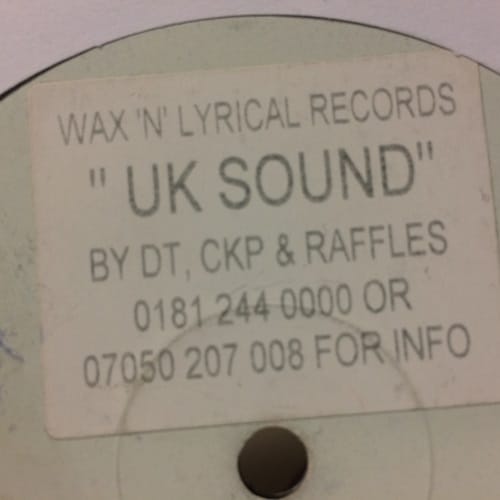 WAX 'N' LYRICAL RECORDS
" UK SOUND"
BY DT, CKP & RAFFLES
0181 244 0000 OR
07050 207 008 FOR INFO